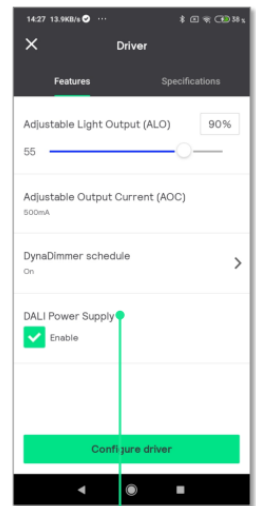 14:27 13.9KB/s ··· 38 %
× Driver
Features Specifications
Adjustable Light Output (ALO) 90%
55
Adjustable Output Current (AOC)
500mA
DynaDimmer schedule
On
DALI Power Supply
Enable
Configure driver